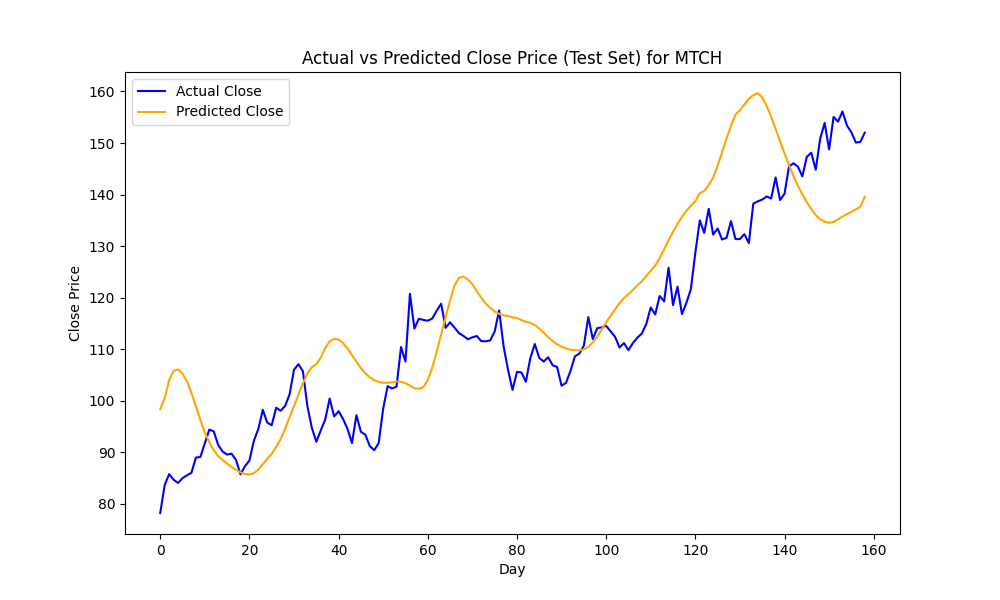 Actual vs Predicted Close Price (Test Set) for MTCH
Actual Close
Predicted Close
Close Price
160
150
140
130
120
110
100
90
80
0 20 40 60 80 100 120 140 160
Day